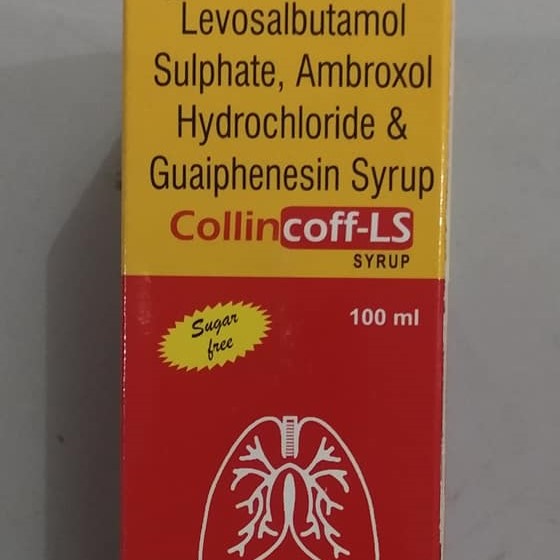 Levosalbutamol
Sulphate, Ambroxol
Hydrochloride &
Guaiphenesin Syrup
Collincoff-LS
SYRUP
100 ml
Sugar
free